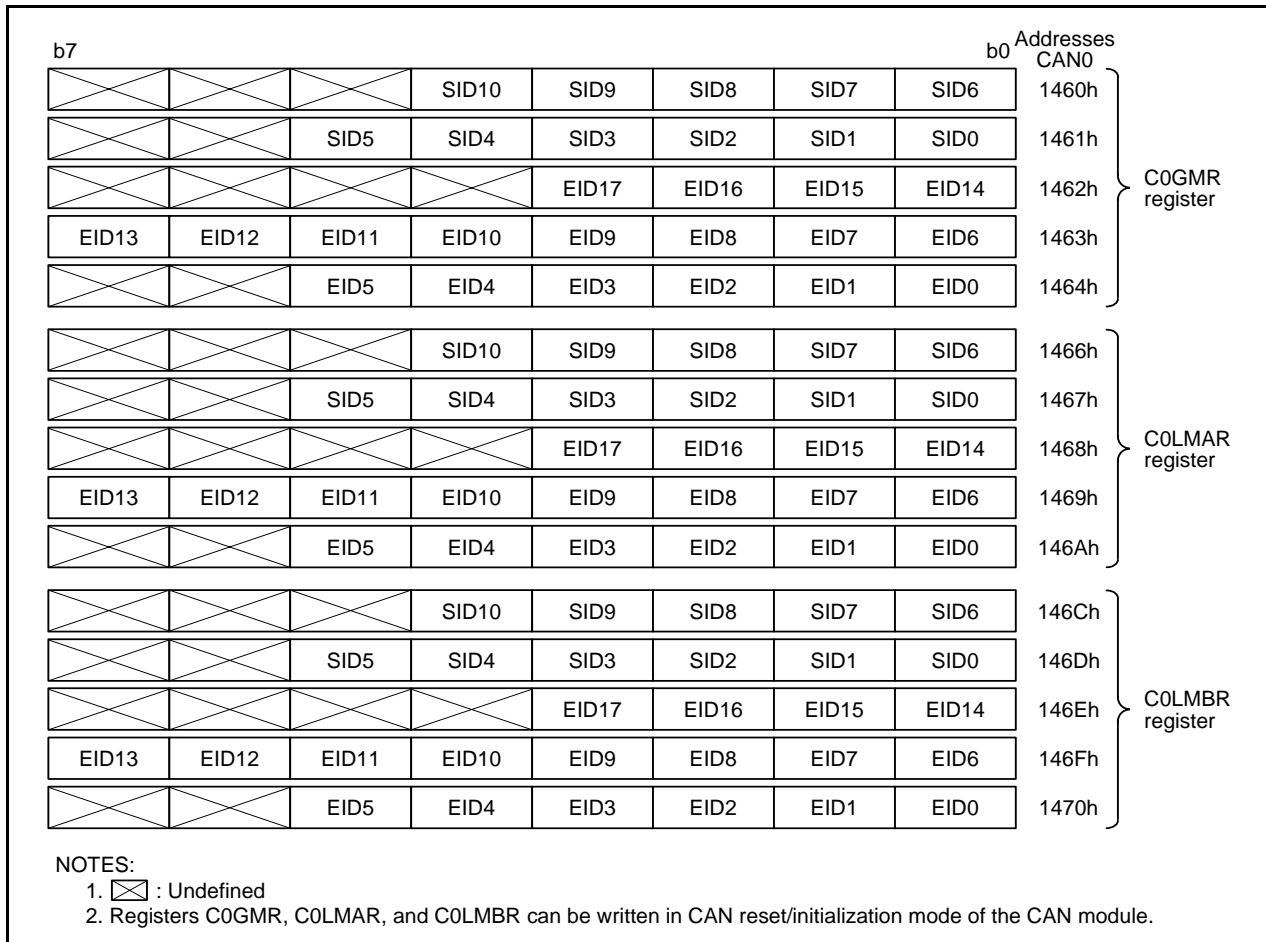 b7 b0 Addresses
CAN0
SID10 SID9 SID8 SID7 SID6 1460h
SID5 SID4 SID3 SID2 SID1 SID0 1461h
EID17 EID16 EID15 EID14 1462h
C0GMR
register
EID13 EID12 EID11 EID10 EID9 EID8 EID7 EID6 1463h
EID5 EID4 EID3 EID2 EID1 EID0 1464h
SID10 SID9 SID8 SID7 SID6 1466h
SID5 SID4 SID3 SID2 SID1 SID0 1467h
EID17 EID16 EID15 EID14 1468h
C0LMAR
register
EID13 EID12 EID11 EID10 EID9 EID8 EID7 EID6 1469h
EID5 EID4 EID3 EID2 EID1 EID0 146Ah
SID10 SID9 SID8 SID7 SID6 146Ch
SID5 SID4 SID3 SID2 SID1 SID0 146Dh
EID17 EID16 EID15 EID14 146Eh
C0LMBR
register
EID13 EID12 EID11 EID10 EID9 EID8 EID7 EID6 146Fh
EID5 EID4 EID3 EID2 EID1 EID0 1470h
NOTES:
1. : Undefined
2. Registers C0GMR, C0LMAR, and C0LMBR can be written in CAN reset/initialization mode of the CAN module.